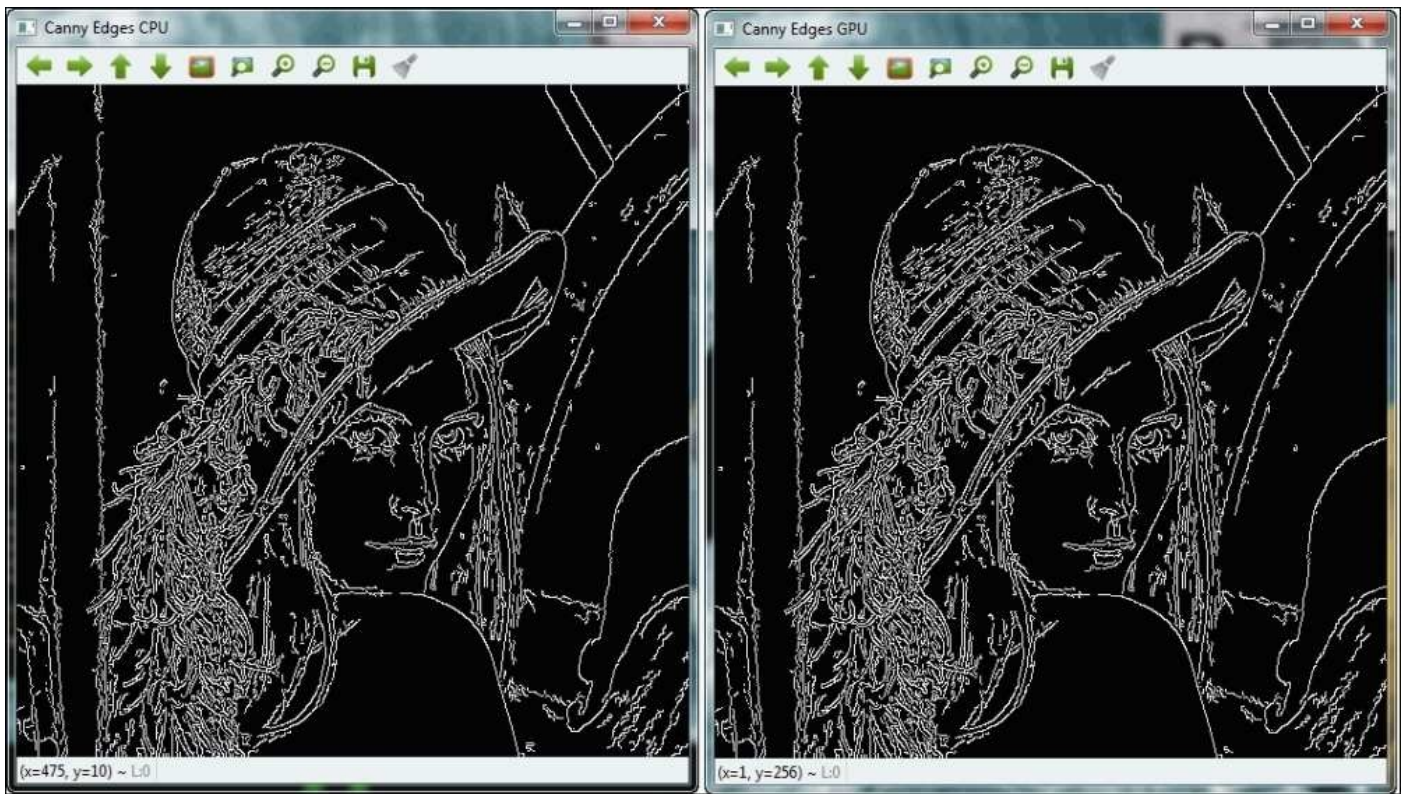 Canny Edges CPU
(x=475, y=10) ~ L:0
Canny Edges GPU
(x=1, y=256) ~ L:0